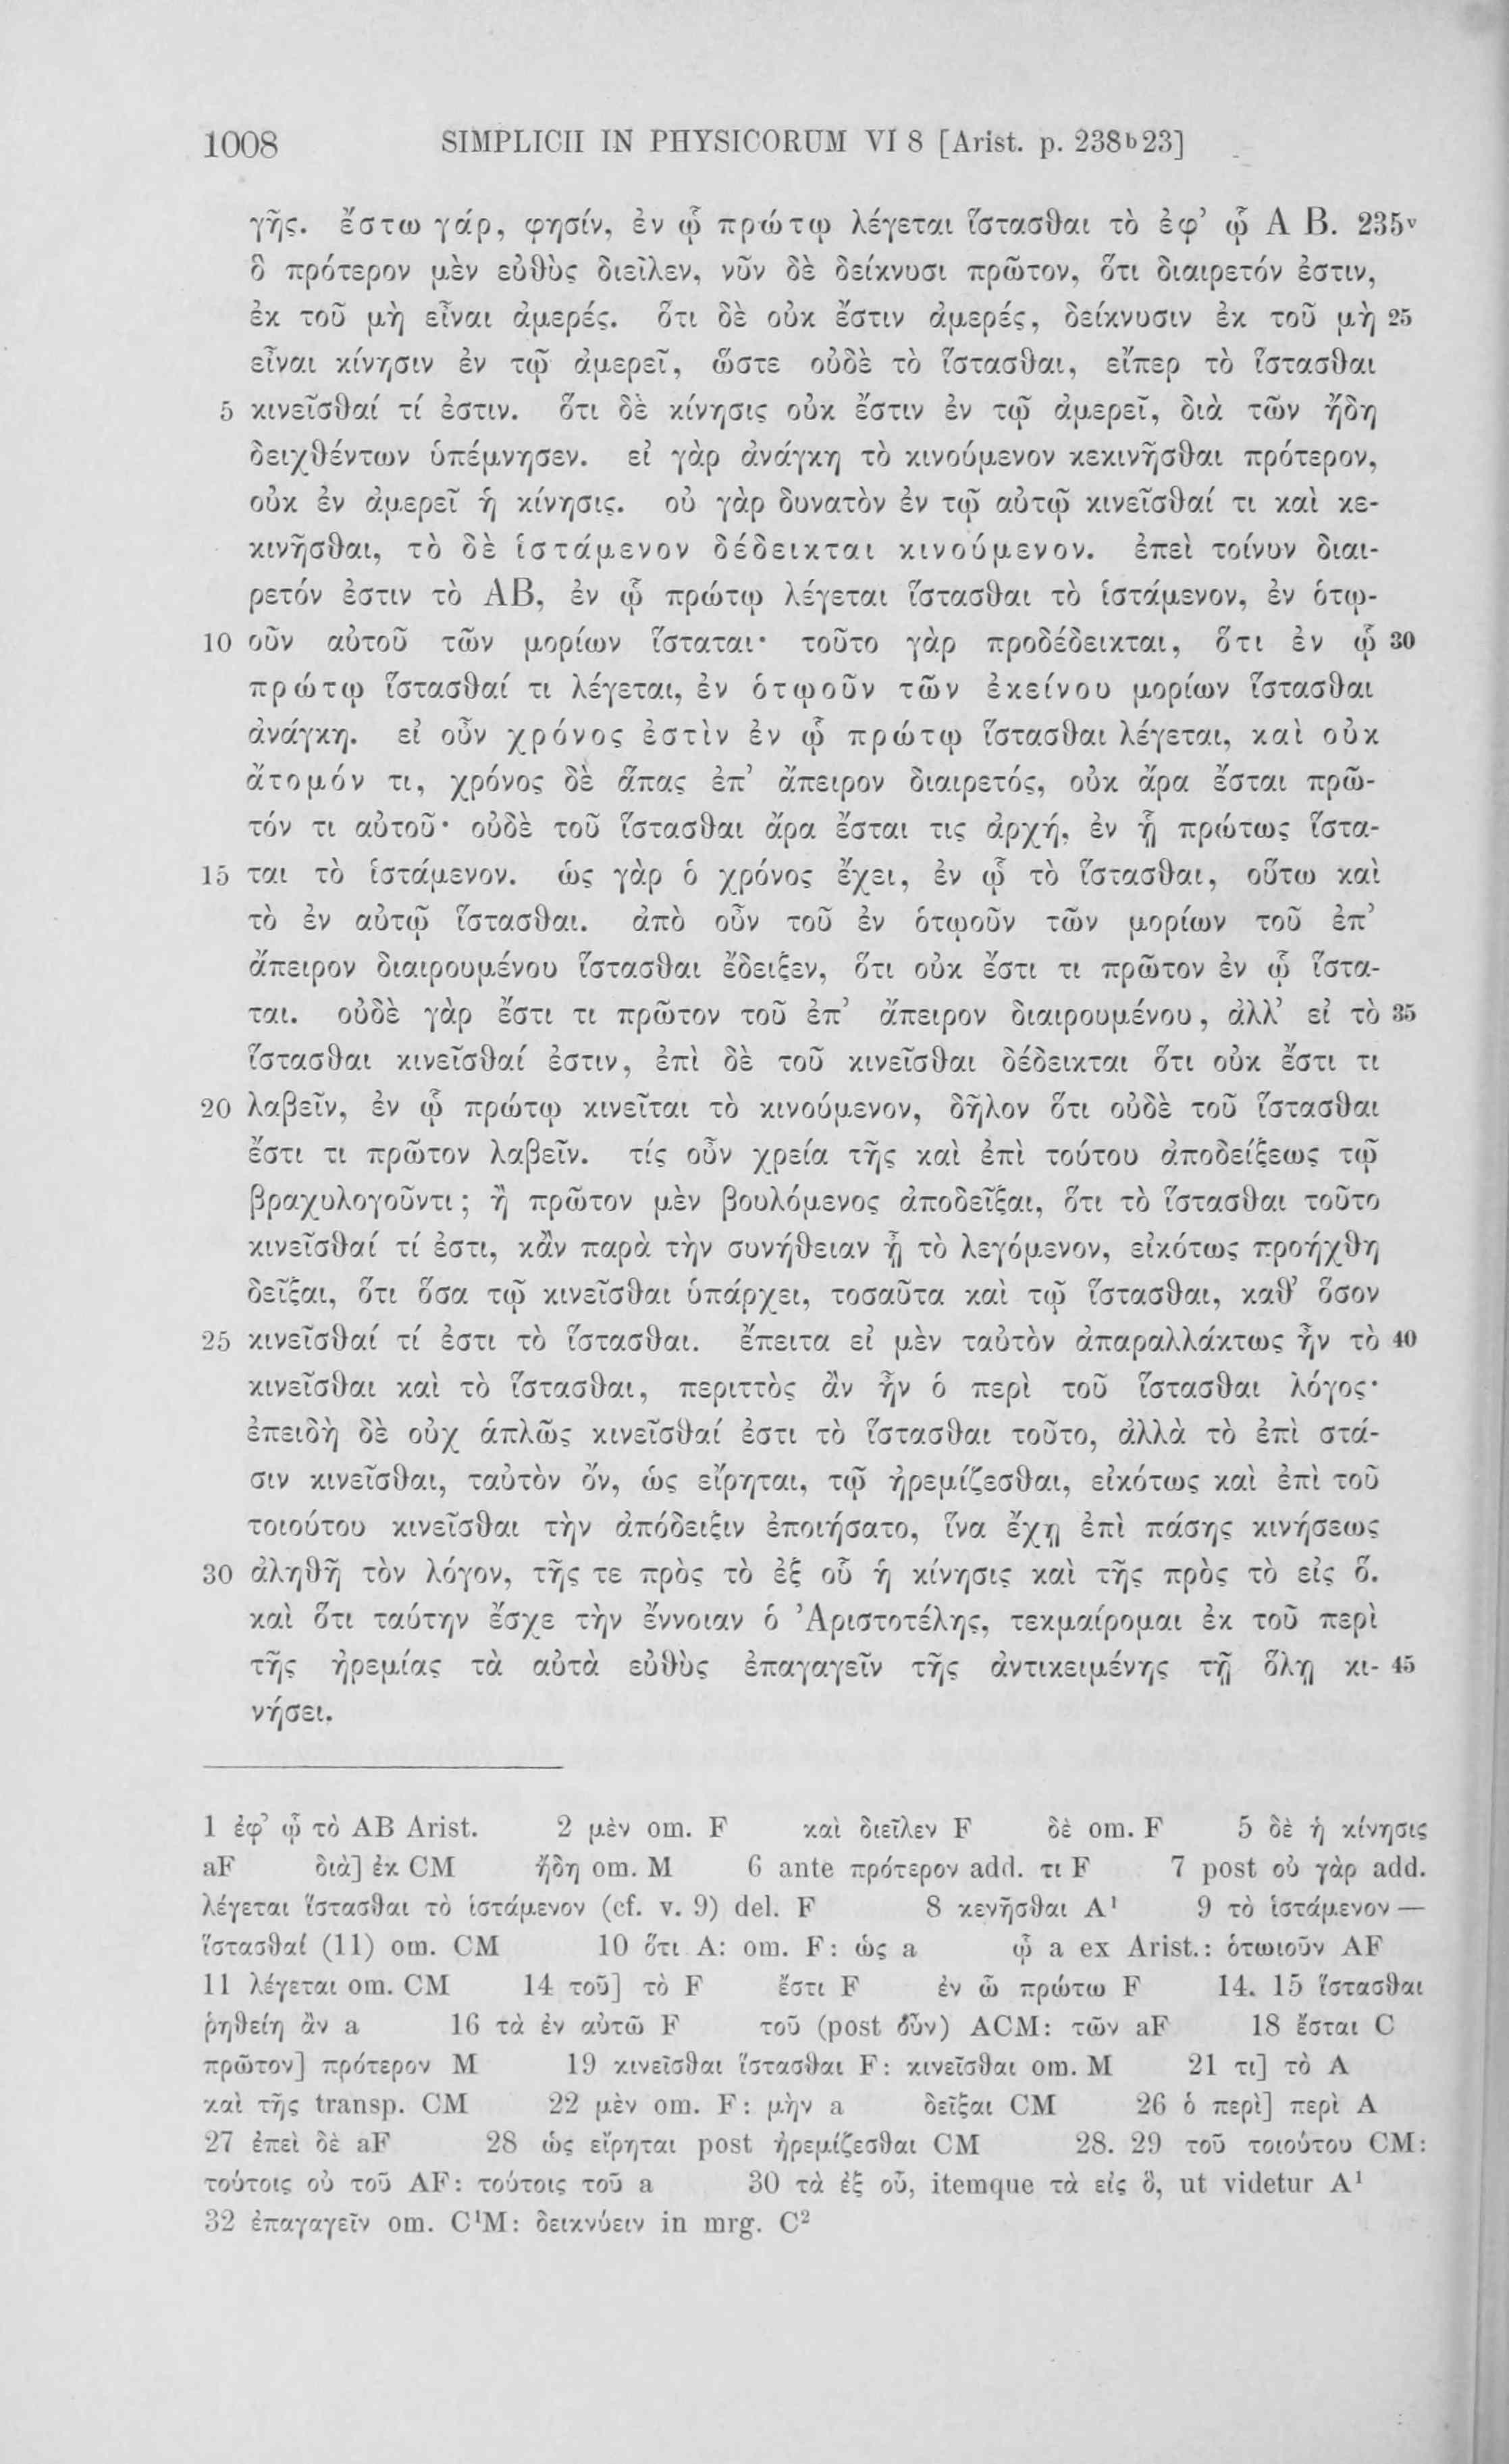 1008 SIMPLICII IN PHYSICORUM VI 8 [Arist. p. 238b23]
γῆς. ἔστω γάρ, φησίν, ἐν ᾧ πρώτῳ λέγεται ἵστασθαι τὸ ἐφ’ ᾧ Α Β. 235v
ὃ πρότερον μὲν εὐθὺς διεῖλεν, νῦν δὲ δείκνυσι πρῶτον, ὅτι διαιρετόν ἐστιν,
ἐκ τοῦ μὴ εἶναι ἀμερές. ὅτι δὲ οὐκ ἔστιν ἀμερές, δείκνυσιν ἐκ τοῦ μὴ 25
εἶναι κίνησιν ἐν τῷ ἀμερεῖ, ὥστε οὐδὲ τὸ ἵστασθαι, εἴπερ τὸ ἵστασθαι
5 κινεῖσθαί τί ἐστιν. ὅτι δὲ κίνησις οὐκ ἔστιν ἐν τῷ ἀμερεῖ, διὰ τῶν ἤδη
δειχθέντων ὑπέμνησεν. εἰ γὰρ ἀνάγκη τὸ κινούμενον κεκινῆσθαι πρότερον,
οὐκ ἐν ἀμερεῖ ἡ κίνησις. οὐ γὰρ δυνατὸν ἐν τῷ αὐτῷ κινεῖσθαί τι καὶ κε-
κινῆσθαι, τὸ δὲ ἱστάμενον δέδεικται κινούμενον. ἐπεὶ τοίνυν διαι-
ρετόν ἐστιν τὸ ΑΒ, ἐν ᾧ πρώτῳ λέγεται ἵστασθαι τὸ ἱστάμενον, ἐν ὁτῳ-
10 οῦν αὐτοῦ τῶν μορίων ἵσταται· τοῦτο γὰρ προδέδεικται, ὅτι ἐν ᾧ 30
πρώτῳ ἵστασθαί τι λέγεται, ἐν ὁτῳοῦν τῶν ἐκείνου μορίων ἵστασθαι
ἀνάγκη. εἰ οὖν χρόνος ἐστὶν ἐν ᾧ πρώτῳ ἵστασθαι λέγεται, καὶ οὐκ
ἄτομόν τι, χρόνος δὲ ἅπας ἐπ’ ἄπειρον διαιρετός, οὐκ ἄρα ἔσται πρῶ-
τόν τι αὐτοῦ· οὐδὲ τοῦ ἵστασθαι ἄρα ἔσται τις ἀρχή, ἐν ᾗ πρώτως ἵστα-
15 ται τὸ ἱστάμενον. ὡς γὰρ ὁ χρόνος ἔχει, ἐν ᾧ τὸ ἵστασθαι, οὕτω καὶ
τὸ ἐν αὐτῷ ἵστασθαι. ἀπὸ οὖν τοῦ ἐν ὁτῳοῦν τῶν μορίων τοῦ ἐπ’
ἄπειρον διαιρουμένου ἵστασθαι ἔδειξεν, ὅτι οὐκ ἔστι τι πρῶτον ἐν ᾧ ἵστα-
ται. οὐδὲ γὰρ ἔστι τι πρῶτον τοῦ ἐπ’ ἄπειρον διαιρουμένου, ἀλλ’ εἰ τὸ 35
ἵστασθαι κινεῖσθαί ἐστιν, ἐπὶ δὲ τοῦ κινεῖσθαι δέδεικται ὅτι οὐκ ἔστι τι
20 λαβεῖν, ἐν ᾧ πρώτῳ κινεῖται τὸ κινούμενον, δῆλον ὅτι οὐδὲ τοῦ ἵστασθαι
ἔστι τι πρῶτον λαβεῖν. τίς οὖν χρεία τῆς καὶ ἐπὶ τούτου ἀποδείξεως τῷ
βραχυλογοῦντι; ἢ πρῶτον μὲν βουλόμενος ἀποδεῖξαι, ὅτι τὸ ἵστασθαι τοῦτο
κινεῖσθαί τί ἐστι, κἂν παρὰ τὴν συνήθειαν ᾖ τὸ λεγόμενον, εἰκότως προήχθη
δεῖξαι, ὅτι ὅσα τῷ κινεῖσθαι ὑπάρχει, τοσαῦτα καὶ τῷ ἵστασθαι, καθ’ ὅσον
25 κινεῖσθαί τί ἐστι τὸ ἵστασθαι. ἔπειτα εἰ μὲν ταὐτὸν ἀπαραλλάκτως ἦν τὸ 40
κινεῖσθαι καὶ τὸ ἵστασθαι, περιττὸς ἂν ἦν ὁ περὶ τοῦ ἵστασθαι λόγος·
ἐπειδὴ δὲ οὐχ ἁπλῶς κινεῖσθαί ἐστι τὸ ἵστασθαι τοῦτο, ἀλλὰ τὸ ἐπὶ στά-
σιν κινεῖσθαι, ταὐτὸν ὄν, ὡς εἴρηται, τῷ ἠρεμίζεσθαι, εἰκότως καὶ ἐπὶ τοῦ
τοιούτου κινεῖσθαι τὴν ἀπόδειξιν ἐποιήσατο, ἵνα ἔχῃ ἐπὶ πάσης κινήσεως
30 ἀληθῆ τὸν λόγον, τῆς τε πρὸς τὸ ἐξ οὗ ἡ κίνησις καὶ τῆς πρὸς τὸ εἰς ὅ.
καὶ ὅτι ταύτην ἔσχε τὴν ἔννοιαν ὁ Ἀριστοτέλης, τεκμαίρομαι ἐκ τοῦ περὶ
τῆς ἠρεμίας τὰ αὐτὰ εὐθὺς ἐπαγαγεῖν τῆς ἀντικειμένης τῇ ὅλῃ κι- 45
νήσει.
1 ἐφ’ ᾧ τὸ ΑΒ Arist. 2 μὲν om. F καὶ διεῖλεν F δὲ om. F 5 δὲ ἡ κίνησις
aF διὰ] ἐκ CM ἤδη om. M 6 ante πρότερον add. τι F 7 post οὐ γὰρ add.
λέγεται ἵστασθαι τὸ ἱστάμενον (cf. v. 9) del. F 8 κενῆσθαι A¹ 9 τὸ ἱστάμενον —
ἵστασθαί (11) om. CM 10 ὅτι A: om. F: ὡς a ᾧ a ex Arist.: ὁτωιοῦν AF
11 λέγεται om. CM 14 τοῦ] τὸ F ἔστι F ἐν ᾧ πρώτω F 14. 15 ἵστασθαι
ῥηθείη ἂν a 16 τὰ ἐν αὐτῶ F τοῦ (post οὖν) ACM: τῶν aF 18 ἔσται C
πρῶτον] πρότερον M 19 κινεῖσθαι ἵστασθαι F: κινεῖσθαι om. M 21 τι] τὸ A
καὶ τῆς transp. CM 22 μὲν om. F: μὴν a δεῖξαι CM 26 ὁ περὶ] περὶ A
27 ἐπεὶ δὲ aF 28 ὡς εἴρηται post ἠρεμίζεσθαι CM 28. 29 τοῦ τοιούτου CM:
τούτοις οὐ τοῦ AF: τούτοις τοῦ a 30 τὰ ἐξ οὗ, itemque τὰ εἰς ὃ, ut videtur A¹
32 ἐπαγαγεῖν om. C¹M: δεικνύειν in mrg. C²